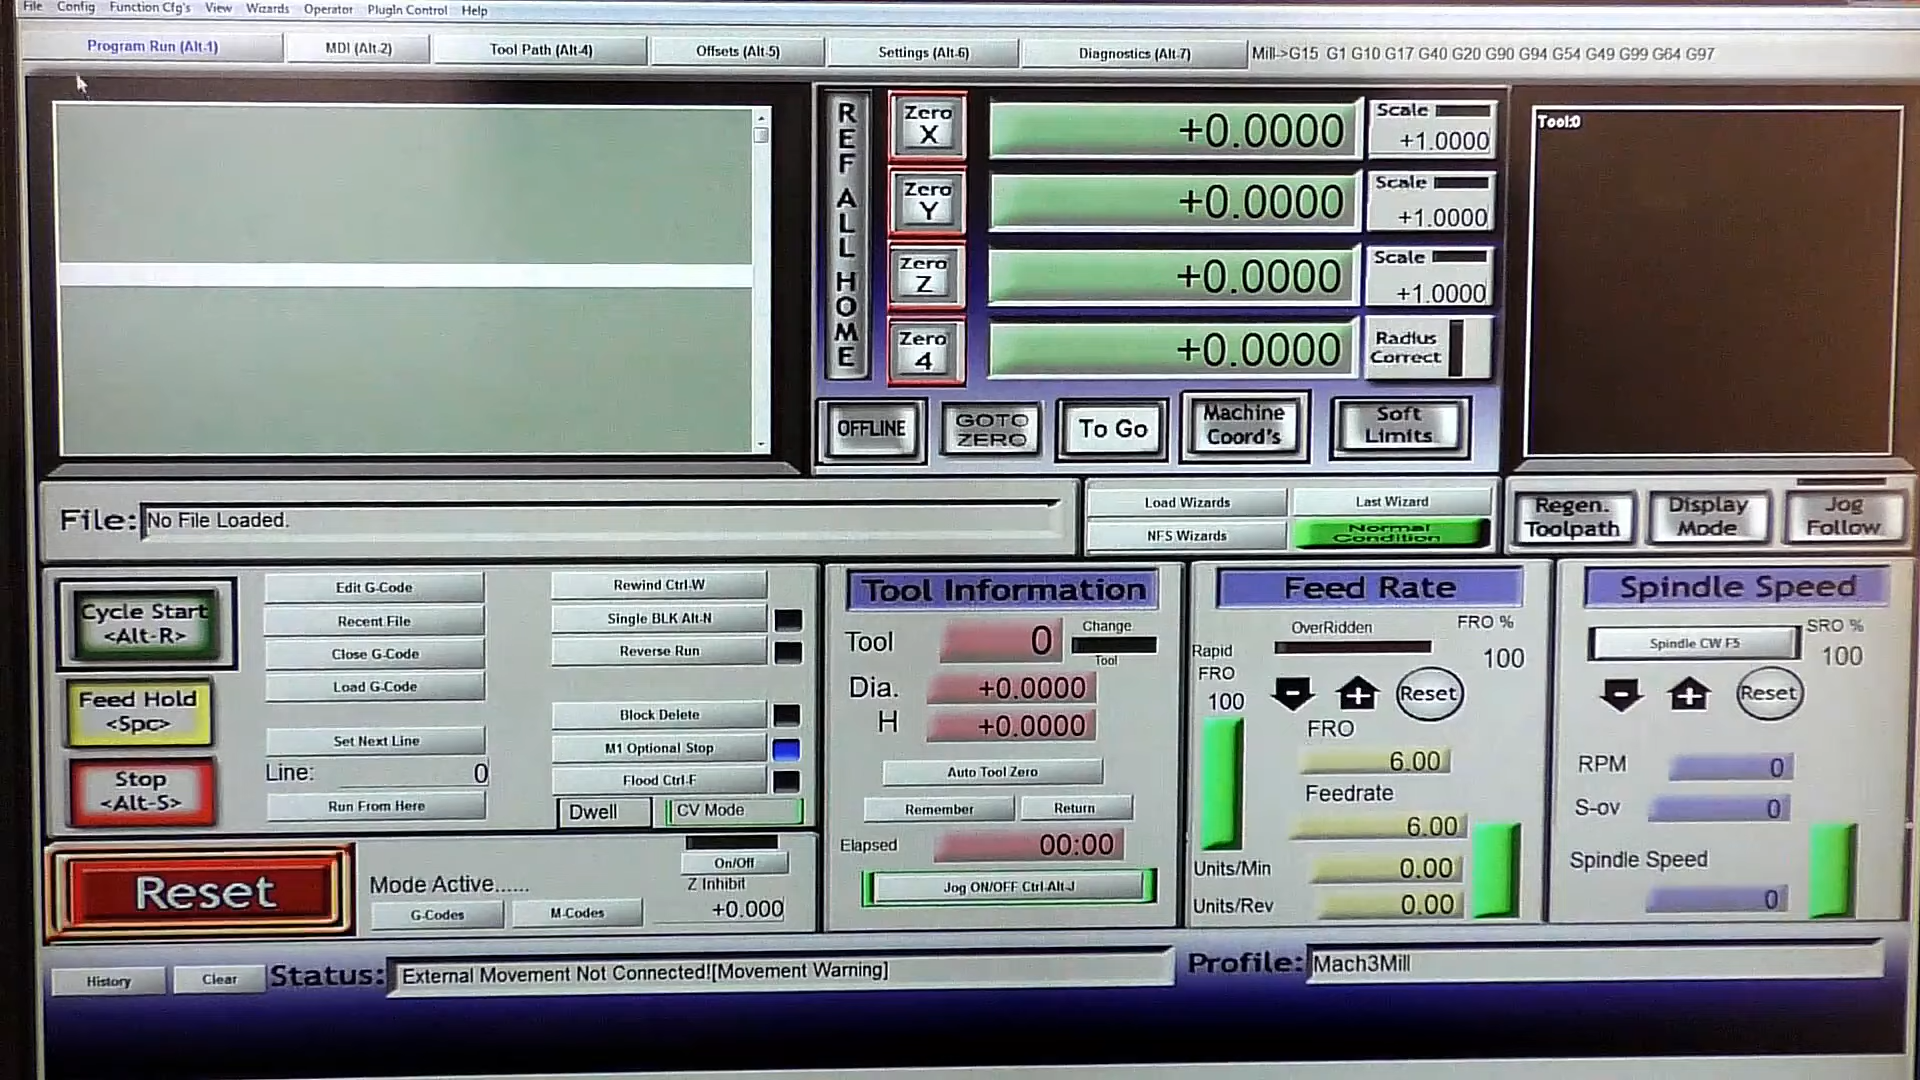 File Config Function Cfg's View Wizards Operator PlugIn Control Help
Program Run (Alt-1) MDI (Alt-2) Tool Path (Alt-4) Offsets (Alt-5) Settings (Alt-6) Diagnostics (Alt-7) Mill->G15 G1 G10 G17 G40 G20 G90 G94 G54 G49 G99 G64 G97
REF ALL HOME
Zero X +0.0000 Scale +1.0000
Zero Y +0.0000 Scale +1.0000
Zero Z +0.0000 Scale +1.0000
Zero 4 +0.0000 Radius Correct
OFFLINE GOTO ZERO To Go Machine Coord's Soft Limits
Tool:0
File: No File Loaded.
Load Wizards Last Wizard
NFS Wizards Normal Condition
Regen. Toolpath Display Mode Jog Follow
Cycle Start <Alt-R>
Feed Hold <Spc>
Stop <Alt-S>
Edit G-Code
Recent File
Close G-Code
Load G-Code
Set Next Line
Line: 0
Run From Here
Rewind Ctrl-W
Single BLK Alt-N
Reverse Run
Block Delete
M1 Optional Stop
Flood Ctrl-F
Dwell CV Mode
Reset
Mode Active......
G-Codes M-Codes
On/Off
Z Inhibit
+0.000
Tool Information
Tool 0 Change Tool
Dia. +0.0000
H +0.0000
Auto Tool Zero
Remember Return
Elapsed 00:00
Jog ON/OFF Ctrl-Alt-J
Feed Rate
OverRidden FRO %
100
Rapid
FRO
100
Reset
FRO
6.00
Feedrate
6.00
Units/Min 0.00
Units/Rev 0.00
Spindle Speed
Spindle CW F5 SRO %
100
Reset
RPM 0
S-ov 0
Spindle Speed
0
History Clear Status: External Movement Not Connected![Movement Warning] Profile: Mach3Mill